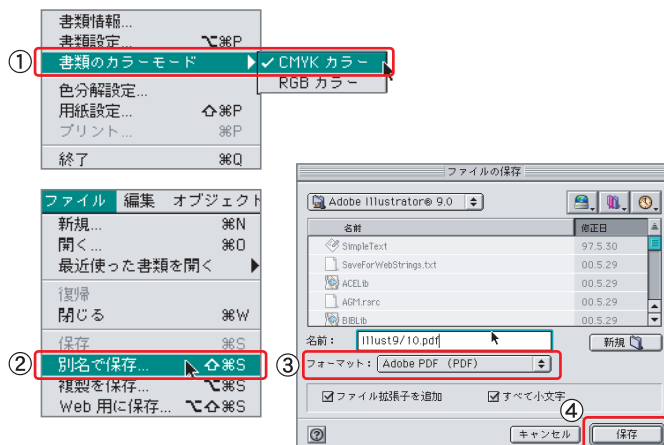 書類情報...
書類設定... ⌥⌘P
① 書類のカラーモード ▶ ✓CMYK カラー
RGB カラー
色分解設定...
用紙設定... ⇧⌘P
プリント... ⌘P
終了 ⌘Q
ファイル 編集 オブジェクト
新規... ⌘N
開く... ⌘O
最近使った書類を開く ▶
復帰
閉じる ⌘W
保存 ⌘S
② 別名で保存... ⇧⌘S
複製を保存... ⌥⌘S
Web 用に保存... ⌥⇧⌘S
ファイルの保存
Adobe Illustrator® 9.0
名前 修正日
SimpleText 97.5.30
SaveForWebStrings.txt 00.5.29
ACELib 00.5.29
AGM.rsrc 00.5.29
BIBLib 00.5.29
名前： Illust9/10.pdf 新規
③ フォーマット： Adobe PDF (PDF)
ファイル拡張子を追加 すべて小文字
④
? キャンセル 保存